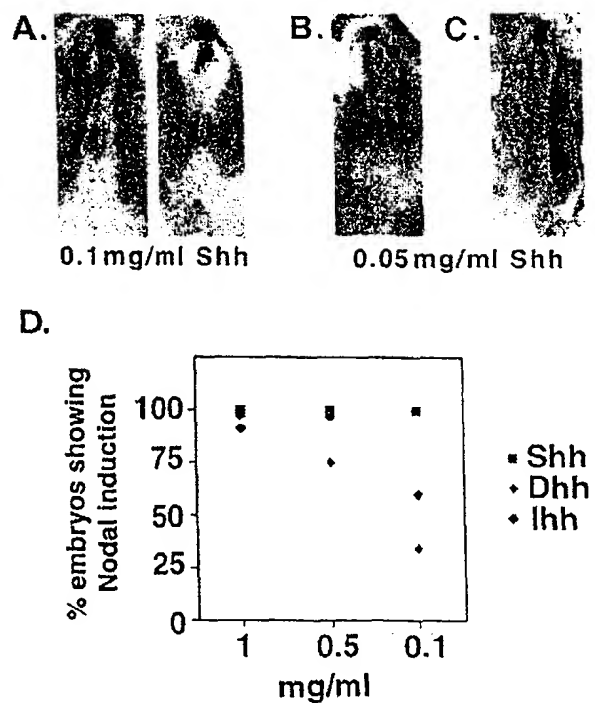 A.
B.
C.
0.1mg/ml Shh
0.05mg/ml Shh
D.
% embryos showing
Nodal induction
100
75
50
25
0
1
0.5
0.1
mg/ml
Shh
Dhh
Ihh